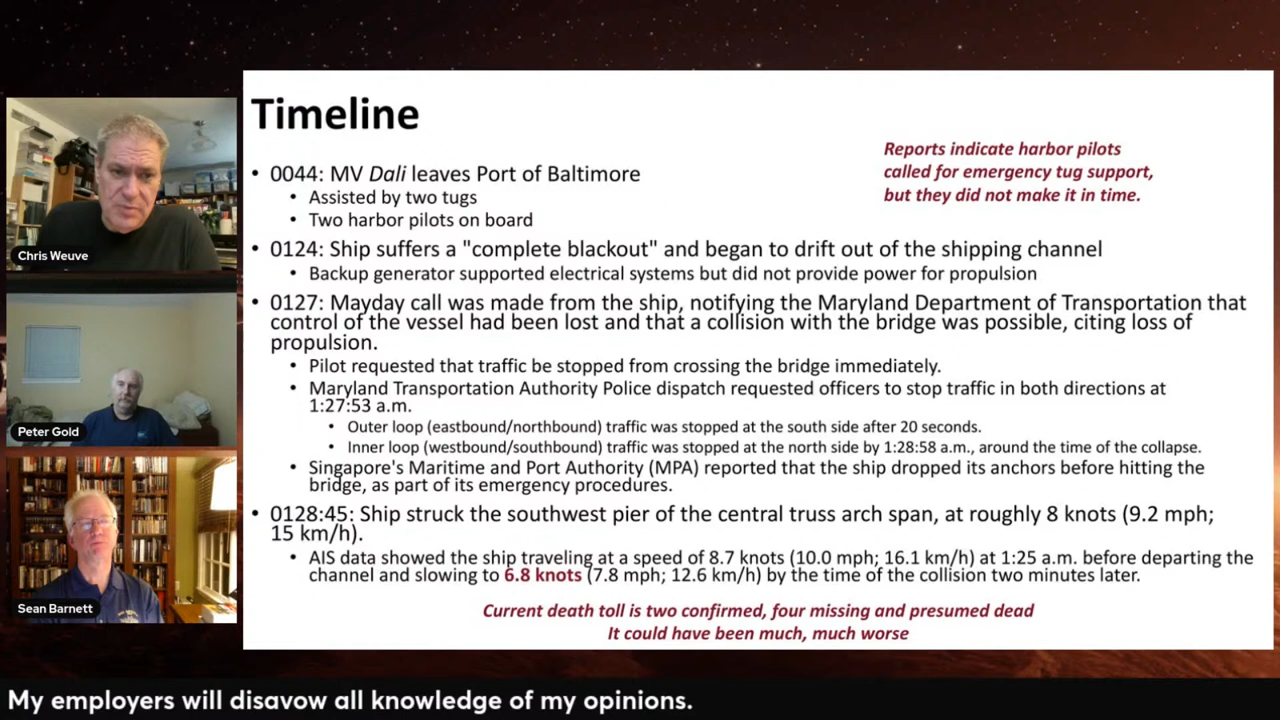 Timeline
Reports indicate harbor pilots
called for emergency tug support,
but they did not make it in time.
• 0044: MV Dali leaves Port of Baltimore
• Assisted by two tugs
• Two harbor pilots on board
• 0124: Ship suffers a "complete blackout" and began to drift out of the shipping channel
• Backup generator supported electrical systems but did not provide power for propulsion
• 0127: Mayday call was made from the ship, notifying the Maryland Department of Transportation that
control of the vessel had been lost and that a collision with the bridge was possible, citing loss of
propulsion.
• Pilot requested that traffic be stopped from crossing the bridge immediately.
• Maryland Transportation Authority Police dispatch requested officers to stop traffic in both directions at
1:27:53 a.m.
• Outer loop (eastbound/northbound) traffic was stopped at the south side after 20 seconds.
• Inner loop (westbound/southbound) traffic was stopped at the north side by 1:28:58 a.m., around the time of the collapse.
• Singapore's Maritime and Port Authority (MPA) reported that the ship dropped its anchors before hitting the
bridge, as part of its emergency procedures.
• 0128:45: Ship struck the southwest pier of the central truss arch span, at roughly 8 knots (9.2 mph;
15 km/h).
• AIS data showed the ship traveling at a speed of 8.7 knots (10.0 mph; 16.1 km/h) at 1:25 a.m. before departing the
channel and slowing to 6.8 knots (7.8 mph; 12.6 km/h) by the time of the collision two minutes later.
Current death toll is two confirmed, four missing and presumed dead
It could have been much, much worse
Chris Weuve
Peter Gold
Sean Barnett
My employers will disavow all knowledge of my opinions.